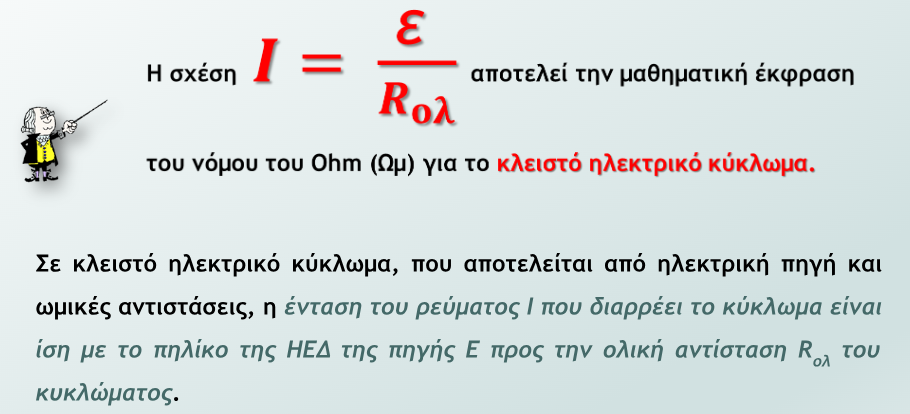 Η σχέση I = ε / Rολ αποτελεί την μαθηματική έκφραση
του νόμου του Ohm (Ωμ) για το κλειστό ηλεκτρικό κύκλωμα.
Σε κλειστό ηλεκτρικό κύκλωμα, που αποτελείται από ηλεκτρική πηγή και
ωμικές αντιστάσεις, η ένταση του ρεύματος Ι που διαρρέει το κύκλωμα είναι
ίση με το πηλίκο της ΗΕΔ της πηγής Ε προς την ολική αντίσταση Rολ του
κυκλώματος.